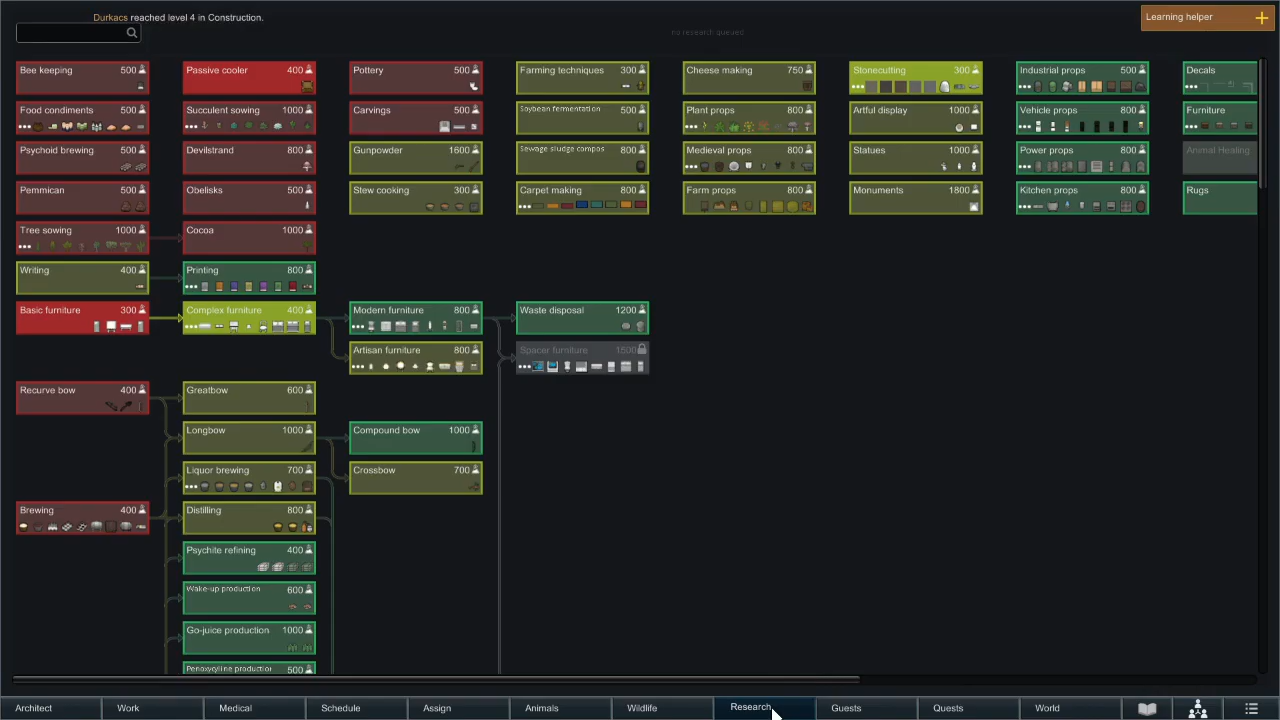 Durkacs reached level 4 in Construction.
Learning helper
no research queued
Bee keeping 500
Passive cooler 400
Pottery 500
Farming techniques 300
Cheese making 750
Stonecutting 300
Industrial props 500
Decals
Food condiments 500
Succulent sowing 1000
Carvings 500
Soybean fermentation 500
Plant props 800
Artful display 1000
Vehicle props 800
Furniture
Psychoid brewing 500
Devilstrand 800
Gunpowder 1600
Sewage sludge compos 800
Medieval props 800
Statues 1000
Power props 800
Animal Healing
Pemmican 500
Obelisks 500
Stew cooking 300
Carpet making 800
Farm props 800
Monuments 1800
Kitchen props 800
Rugs
Tree sowing 1000
Cocoa 1000
Writing 400
Printing 800
Basic furniture 300
Complex furniture 400
Modern furniture 800
Waste disposal 1200
Artisan furniture 800
Spacer furniture 1500
Recurve bow 400
Greatbow 600
Longbow 1000
Compound bow 1000
Liquor brewing 700
Crossbow 700
Brewing 400
Distilling 800
Psychite refining 400
Wake-up production 600
Go-juice production 1000
Penoxycyline production 500
Architect Work Medical Schedule Assign Animals Wildlife Research Guests Quests World